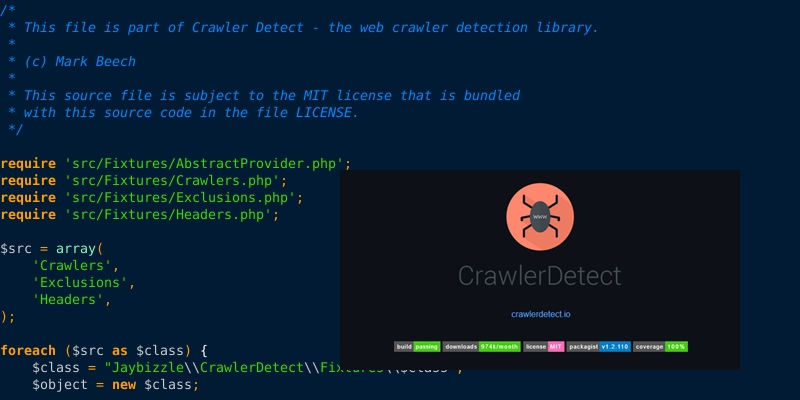 /*
 * This file is part of Crawler Detect - the web crawler detection library.
 *
 * (c) Mark Beech
 *
 * This source file is subject to the MIT license that is bundled
 * with this source code in the file LICENSE.
 */
require 'src/Fixtures/AbstractProvider.php';
require 'src/Fixtures/Crawlers.php';
require 'src/Fixtures/Exclusions.php';
require 'src/Fixtures/Headers.php';
$src = array(
    'Crawlers',
    'Exclusions',
    'Headers',
);
foreach ($src as $class) {
    $class = "Jaybizzle\\CrawlerDetect\\Fixtures\\$class";
    $object = new $class;
www
CrawlerDetect
crawlerdetect.io
build passing downloads 974k/month license MIT packagist v1.2.110 coverage 100%